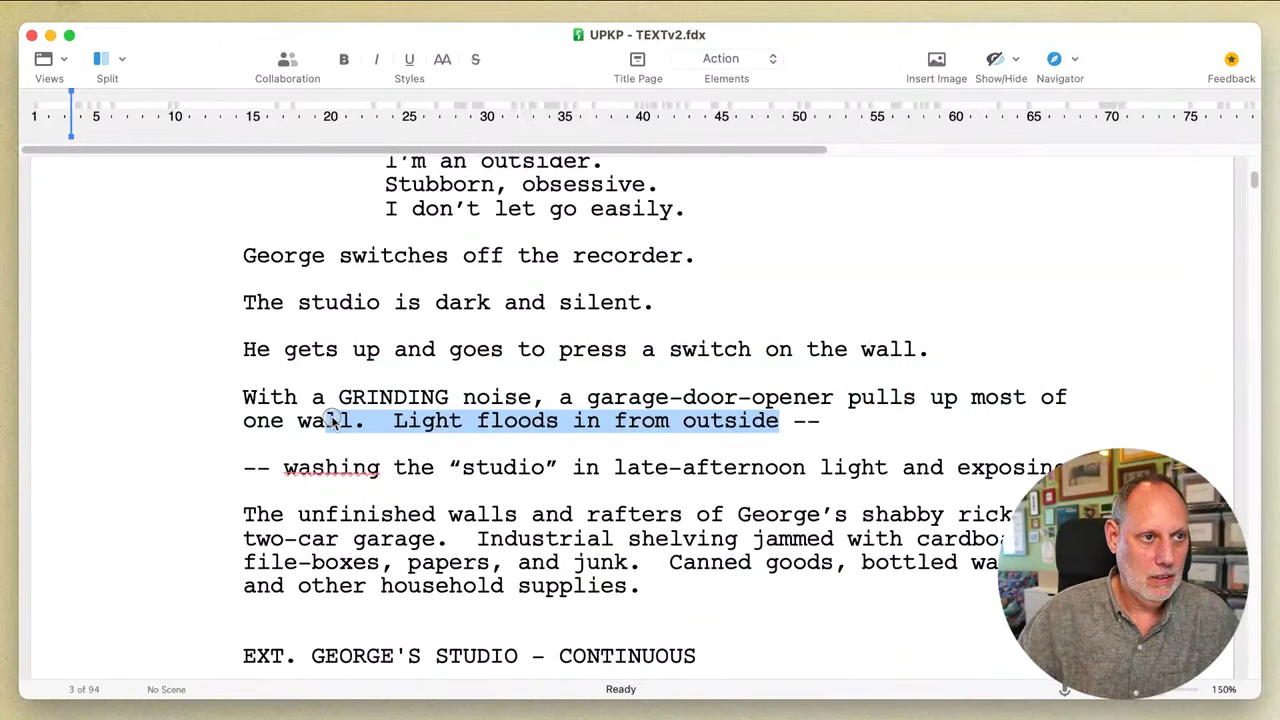 UPKP - TEXTv2.fdx
Views Split Collaboration B I U AA S Styles Title Page Action Elements Insert Image Show/Hide Navigator Feedback
1 5 10 15 20 25 30 35 40 45 50 55 60 65 70 75
I'm an outsider.
Stubborn, obsessive.
I don't let go easily.
George switches off the recorder.
The studio is dark and silent.
He gets up and goes to press a switch on the wall.
With a GRINDING noise, a garage-door-opener pulls up most of
one wall.  Light floods in from outside --
-- washing the “studio” in late-afternoon light and exposing
The unfinished walls and rafters of George’s shabby
two-car garage.  Industrial shelving jammed with
file-boxes, papers, and junk.  Canned goods, bottled
and other household supplies.
EXT. GEORGE'S STUDIO - CONTINUOUS
3 of 94 No Scene Ready 150%